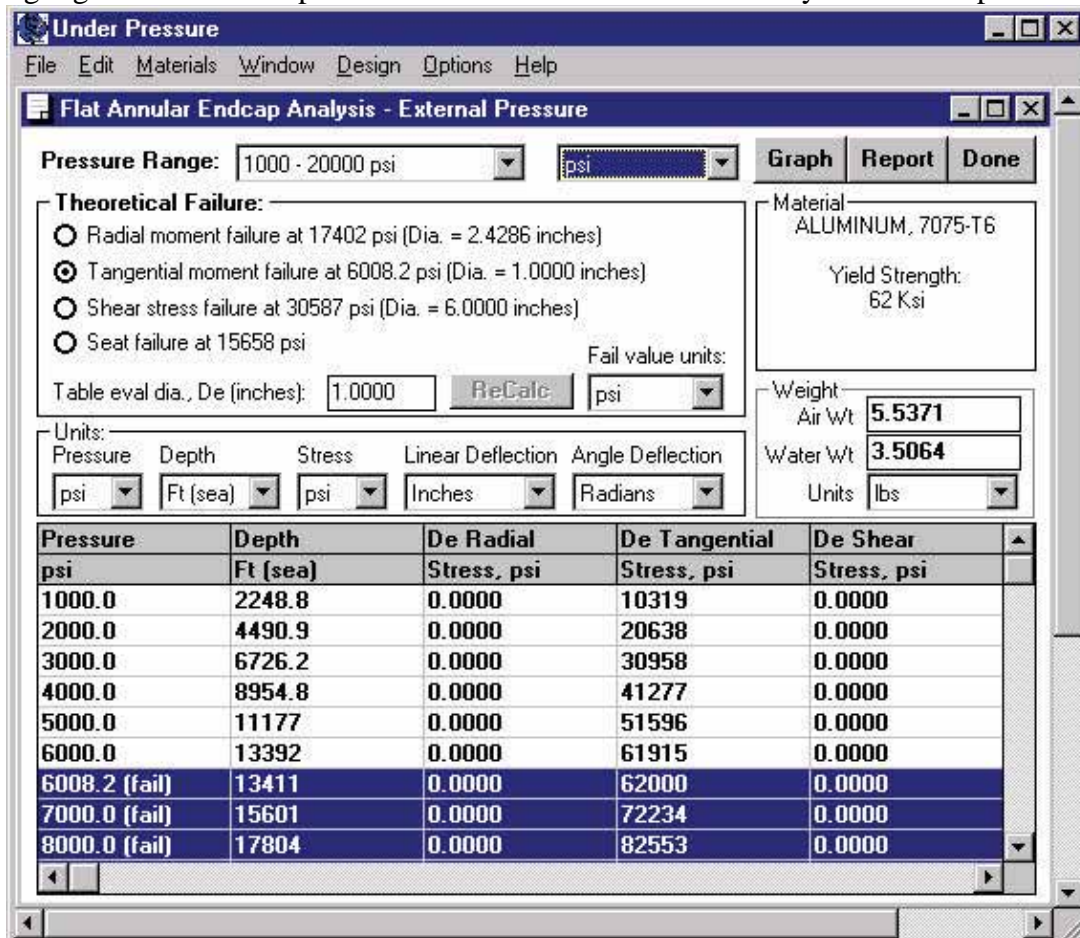 Under Pressure
File Edit Materials Window Design Options Help
Flat Annular Endcap Analysis - External Pressure
Pressure Range: 1000 - 20000 psi psi Graph Report Done
Theoretical Failure:
Radial moment failure at 17402 psi (Dia. = 2.4286 inches)
Tangential moment failure at 6008.2 psi (Dia. = 1.0000 inches)
Shear stress failure at 30587 psi (Dia. = 6.0000 inches)
Seat failure at 15658 psi
Fail value units:
Table eval dia., De (inches): 1.0000 ReCalc psi
Material
ALUMINUM, 7075-T6
Yield Strength:
62 Ksi
Weight
Air Wt 5.5371
Water Wt 3.5064
Units lbs
Units:
Pressure Depth Stress Linear Deflection Angle Deflection
psi Ft (sea) psi Inches Radians
Pressure Depth De Radial De Tangential De Shear
psi Ft (sea) Stress, psi Stress, psi Stress, psi
1000.0 2248.8 0.0000 10319 0.0000
2000.0 4490.9 0.0000 20638 0.0000
3000.0 6726.2 0.0000 30958 0.0000
4000.0 8954.8 0.0000 41277 0.0000
5000.0 11177 0.0000 51596 0.0000
6000.0 13392 0.0000 61915 0.0000
6008.2 (fail) 13411 0.0000 62000 0.0000
7000.0 (fail) 15601 0.0000 72234 0.0000
8000.0 (fail) 17804 0.0000 82553 0.0000